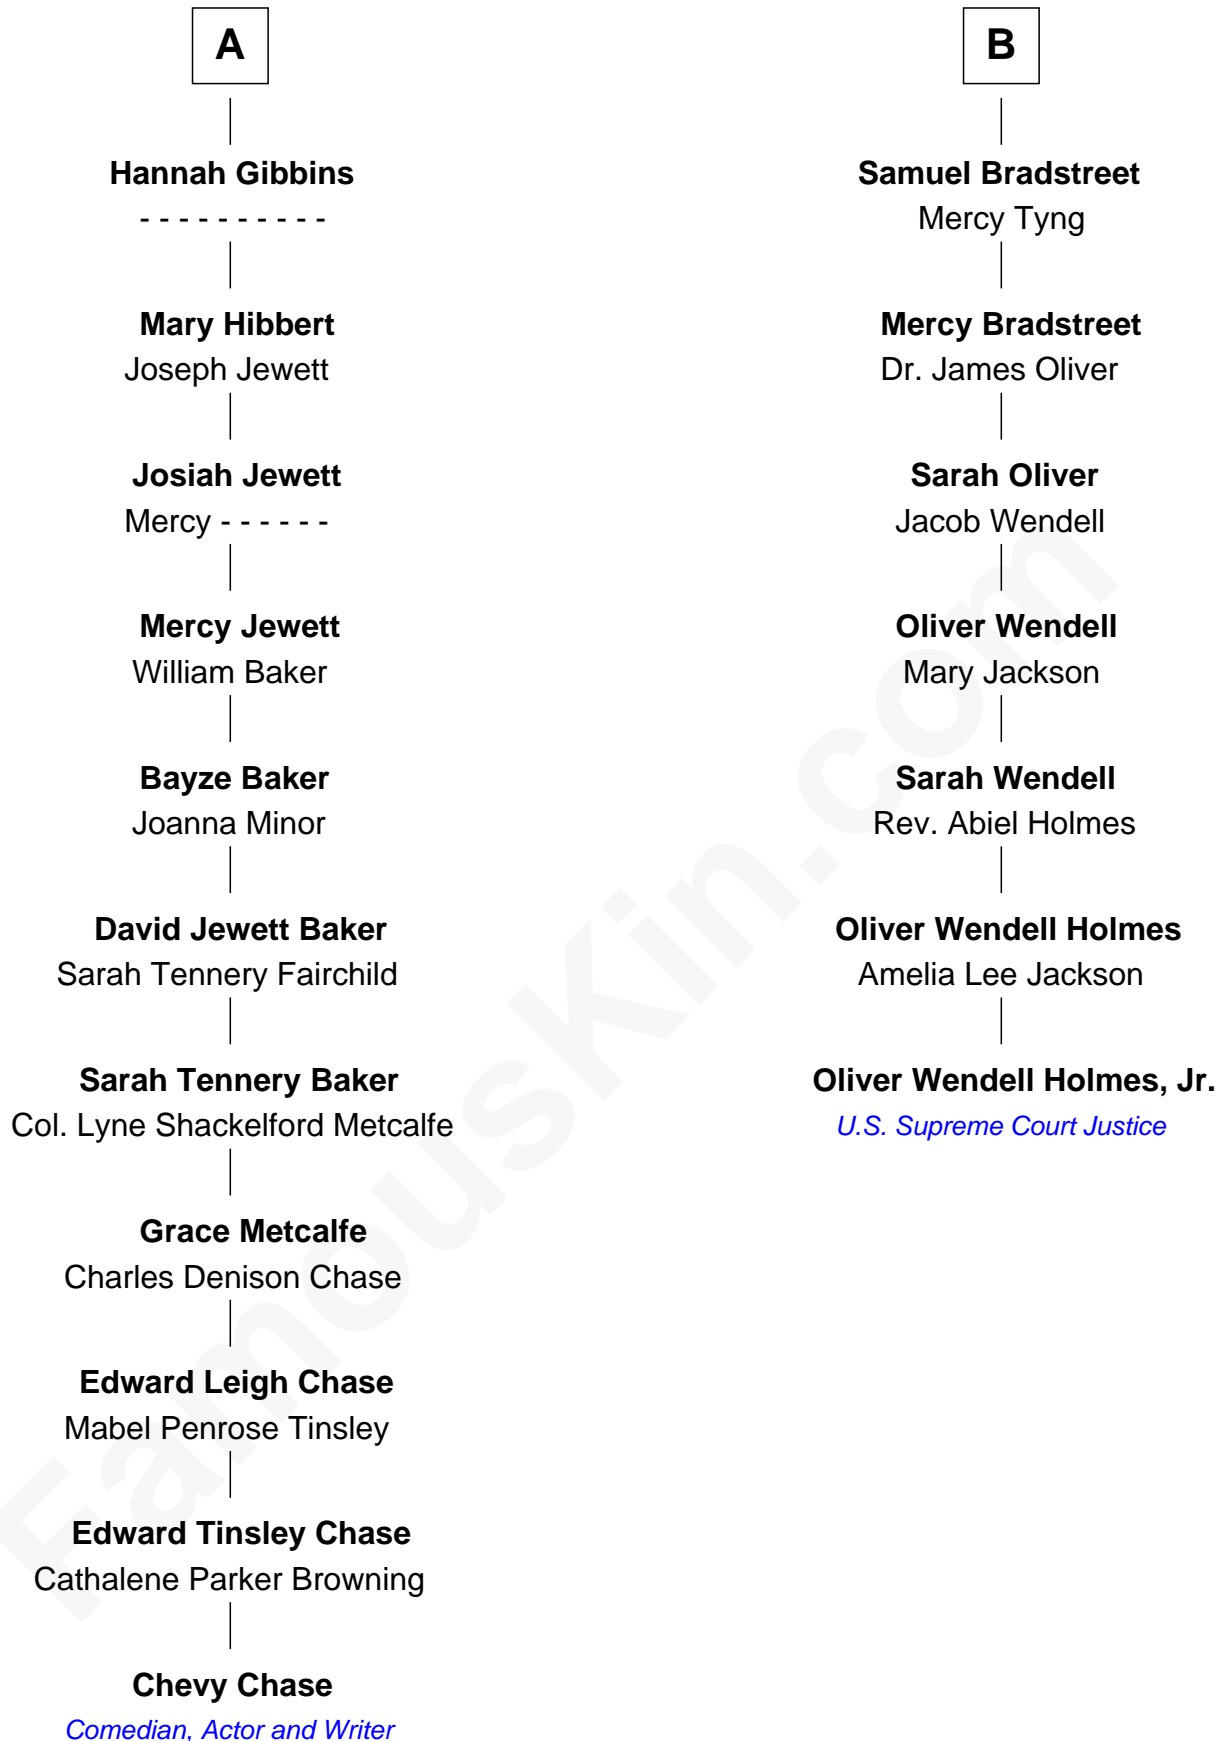 A
Hannah Gibbins
- - - - - - - - - -
Mary Hibbert
Joseph Jewett
Josiah Jewett
Mercy - - - - - -
Mercy Jewett
William Baker
Bayze Baker
Joanna Minor
David Jewett Baker
Sarah Tennery Fairchild
Sarah Tennery Baker
Col. Lyne Shackelford Metcalfe
Grace Metcalfe
Charles Denison Chase
Edward Leigh Chase
Mabel Penrose Tinsley
Edward Tinsley Chase
Cathalene Parker Browning
Chevy Chase
Comedian, Actor and Writer
B
Samuel Bradstreet
Mercy Tyng
Mercy Bradstreet
Dr. James Oliver
Sarah Oliver
Jacob Wendell
Oliver Wendell
Mary Jackson
Sarah Wendell
Rev. Abiel Holmes
Oliver Wendell Holmes
Amelia Lee Jackson
Oliver Wendell Holmes, Jr.
U.S. Supreme Court Justice
FamousKin.com